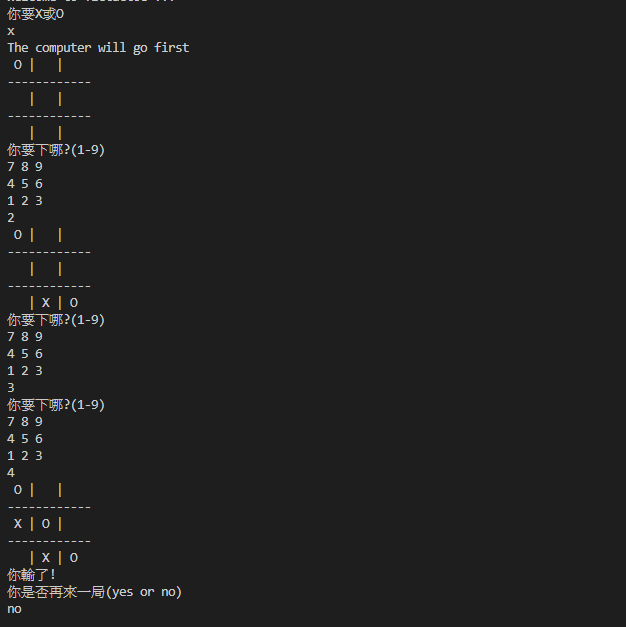 你要X或O
x
The computer will go first
 O |   |
------------
   |   |
------------
   |   |
你要下哪?(1-9)
7 8 9
4 5 6
1 2 3
2
 O |   |
------------
   |   |
------------
   | X | O
你要下哪?(1-9)
7 8 9
4 5 6
1 2 3
3
你要下哪?(1-9)
7 8 9
4 5 6
1 2 3
4
 O |   |
------------
 X | O |
------------
   | X | O
你輸了!
你是否再來一局(yes or no)
no